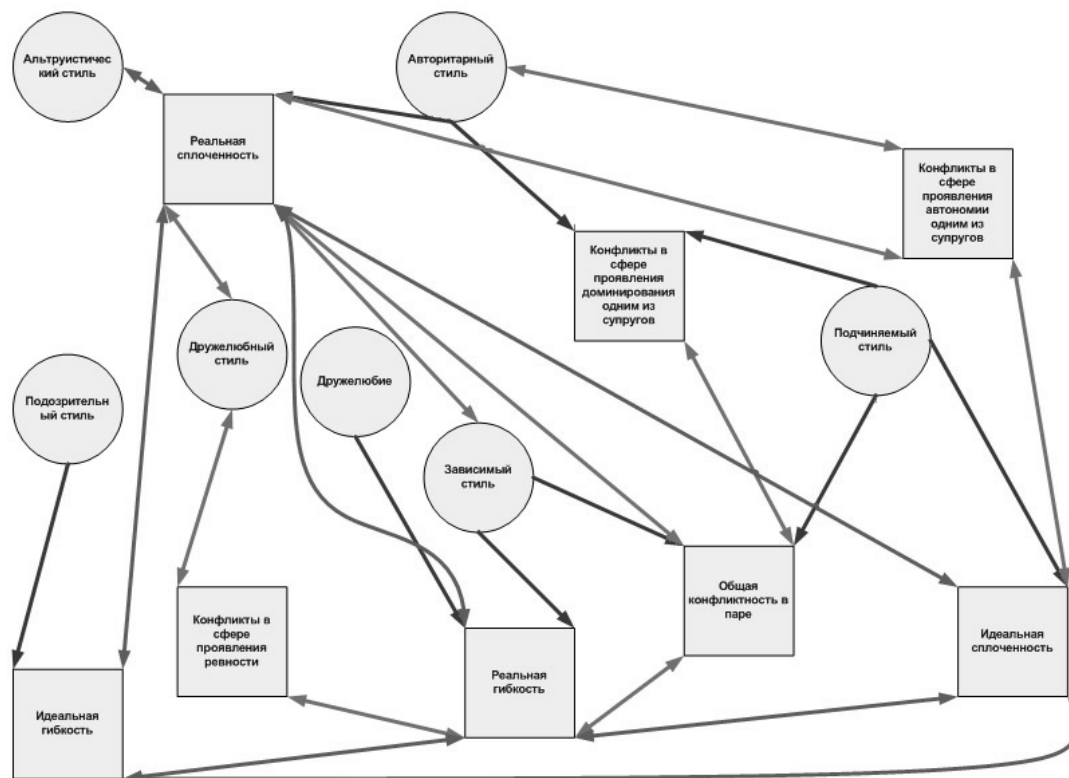 Альтруистичес
кий стиль
Авторитарный
стиль
Реальная
сплоченность
Конфликты в
сфере
проявления
автономии
одним из
супругов
Конфликты в
сфере
проявления
доминирования
одним из
супругов
Дружелюбный
стиль
Дружелюбие
Подчиняемый
стиль
Подозрительн
ый стиль
Зависимый
стиль
Общая
конфликтность в
паре
Конфликты в
сфере
проявления
ревности
Идеальная
сплоченность
Реальная
гибкость
Идеальная
гибкость